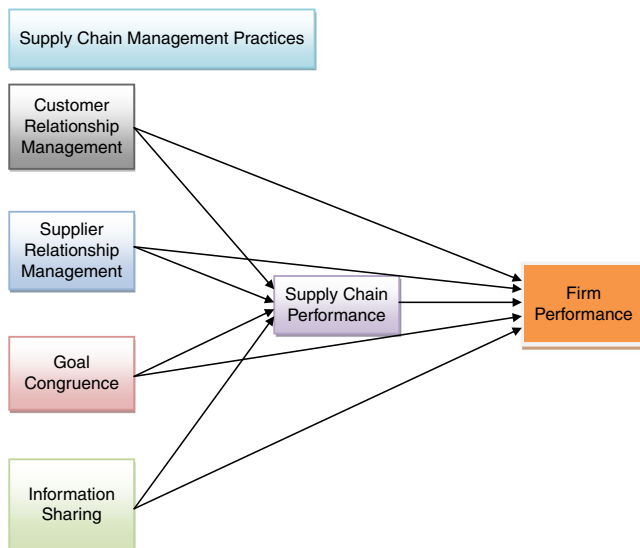 Supply Chain Management Practices
Customer
Relationship
Management
Supplier
Relationship
Management
Supply Chain
Performance
Firm
Performance
Goal
Congruence
Information
Sharing